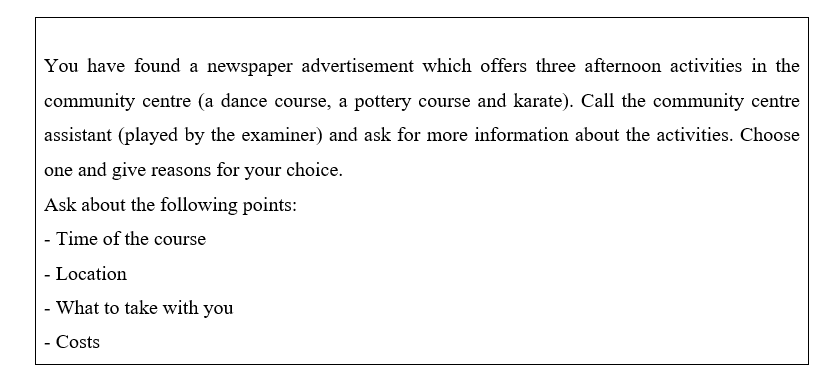 You have found a newspaper advertisement which offers three afternoon activities in the
community centre (a dance course, a pottery course and karate). Call the community centre
assistant (played by the examiner) and ask for more information about the activities. Choose
one and give reasons for your choice.
Ask about the following points:
- Time of the course
- Location
- What to take with you
- Costs